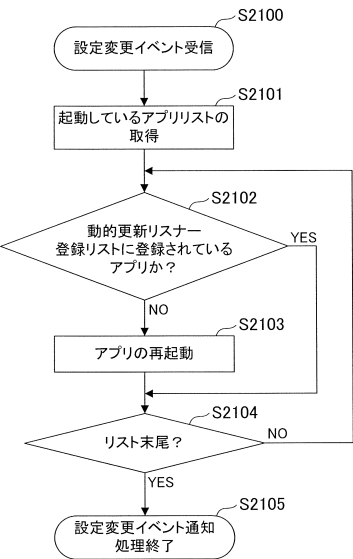 S2100
設定変更イベント受信
S2101
起動しているアプリリストの
取得
S2102
動的更新リスナー
登録リストに登録されている
アプリか？
YES
NO
S2103
アプリの再起動
S2104
リスト末尾？
NO
YES
S2105
設定変更イベント通知
処理終了